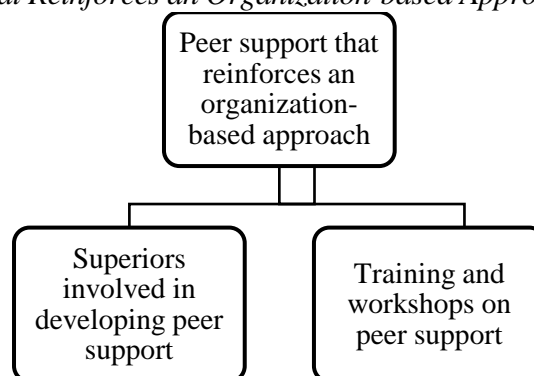 Reinforces an Organization-based
Peer support that
reinforces an
organization-
based approach
Superiors
involved in
developing peer
support
Training and
workshops on
peer support